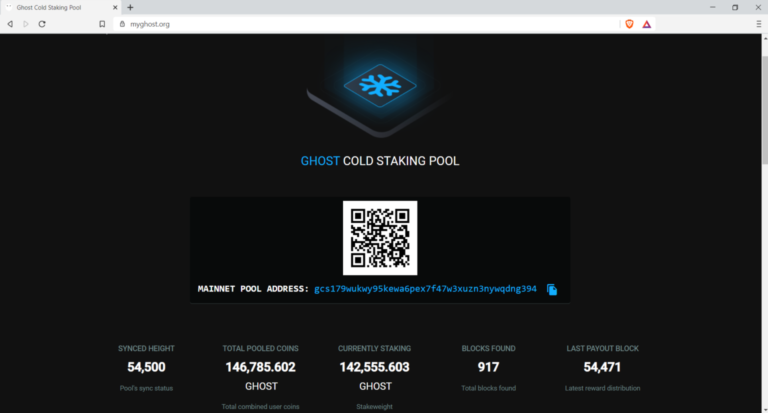 Ghost Cold Staking Pool
myghost.org
GHOST COLD STAKING POOL
MAINNET POOL ADDRESS: gcs179wukwy95kewa6pex7f47w3xuzn3nywqdng394
SYNCED HEIGHT TOTAL POOLED COINS CURRENTLY STAKING BLOCKS FOUND LAST PAYOUT BLOCK
54,500 146,785.602 142,555.603 917 54,471
GHOST GHOST
Pool's sync status Total blocks found Latest reward distribution
Total combined user coins Stakeweight